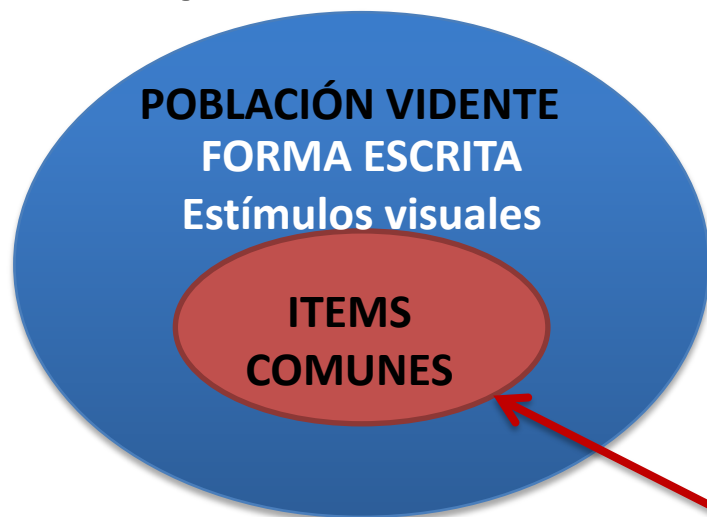 POBLACIÓN VIDENTE
FORMA ESCRITA
Estímulos visuales
ITEMS
COMUNES